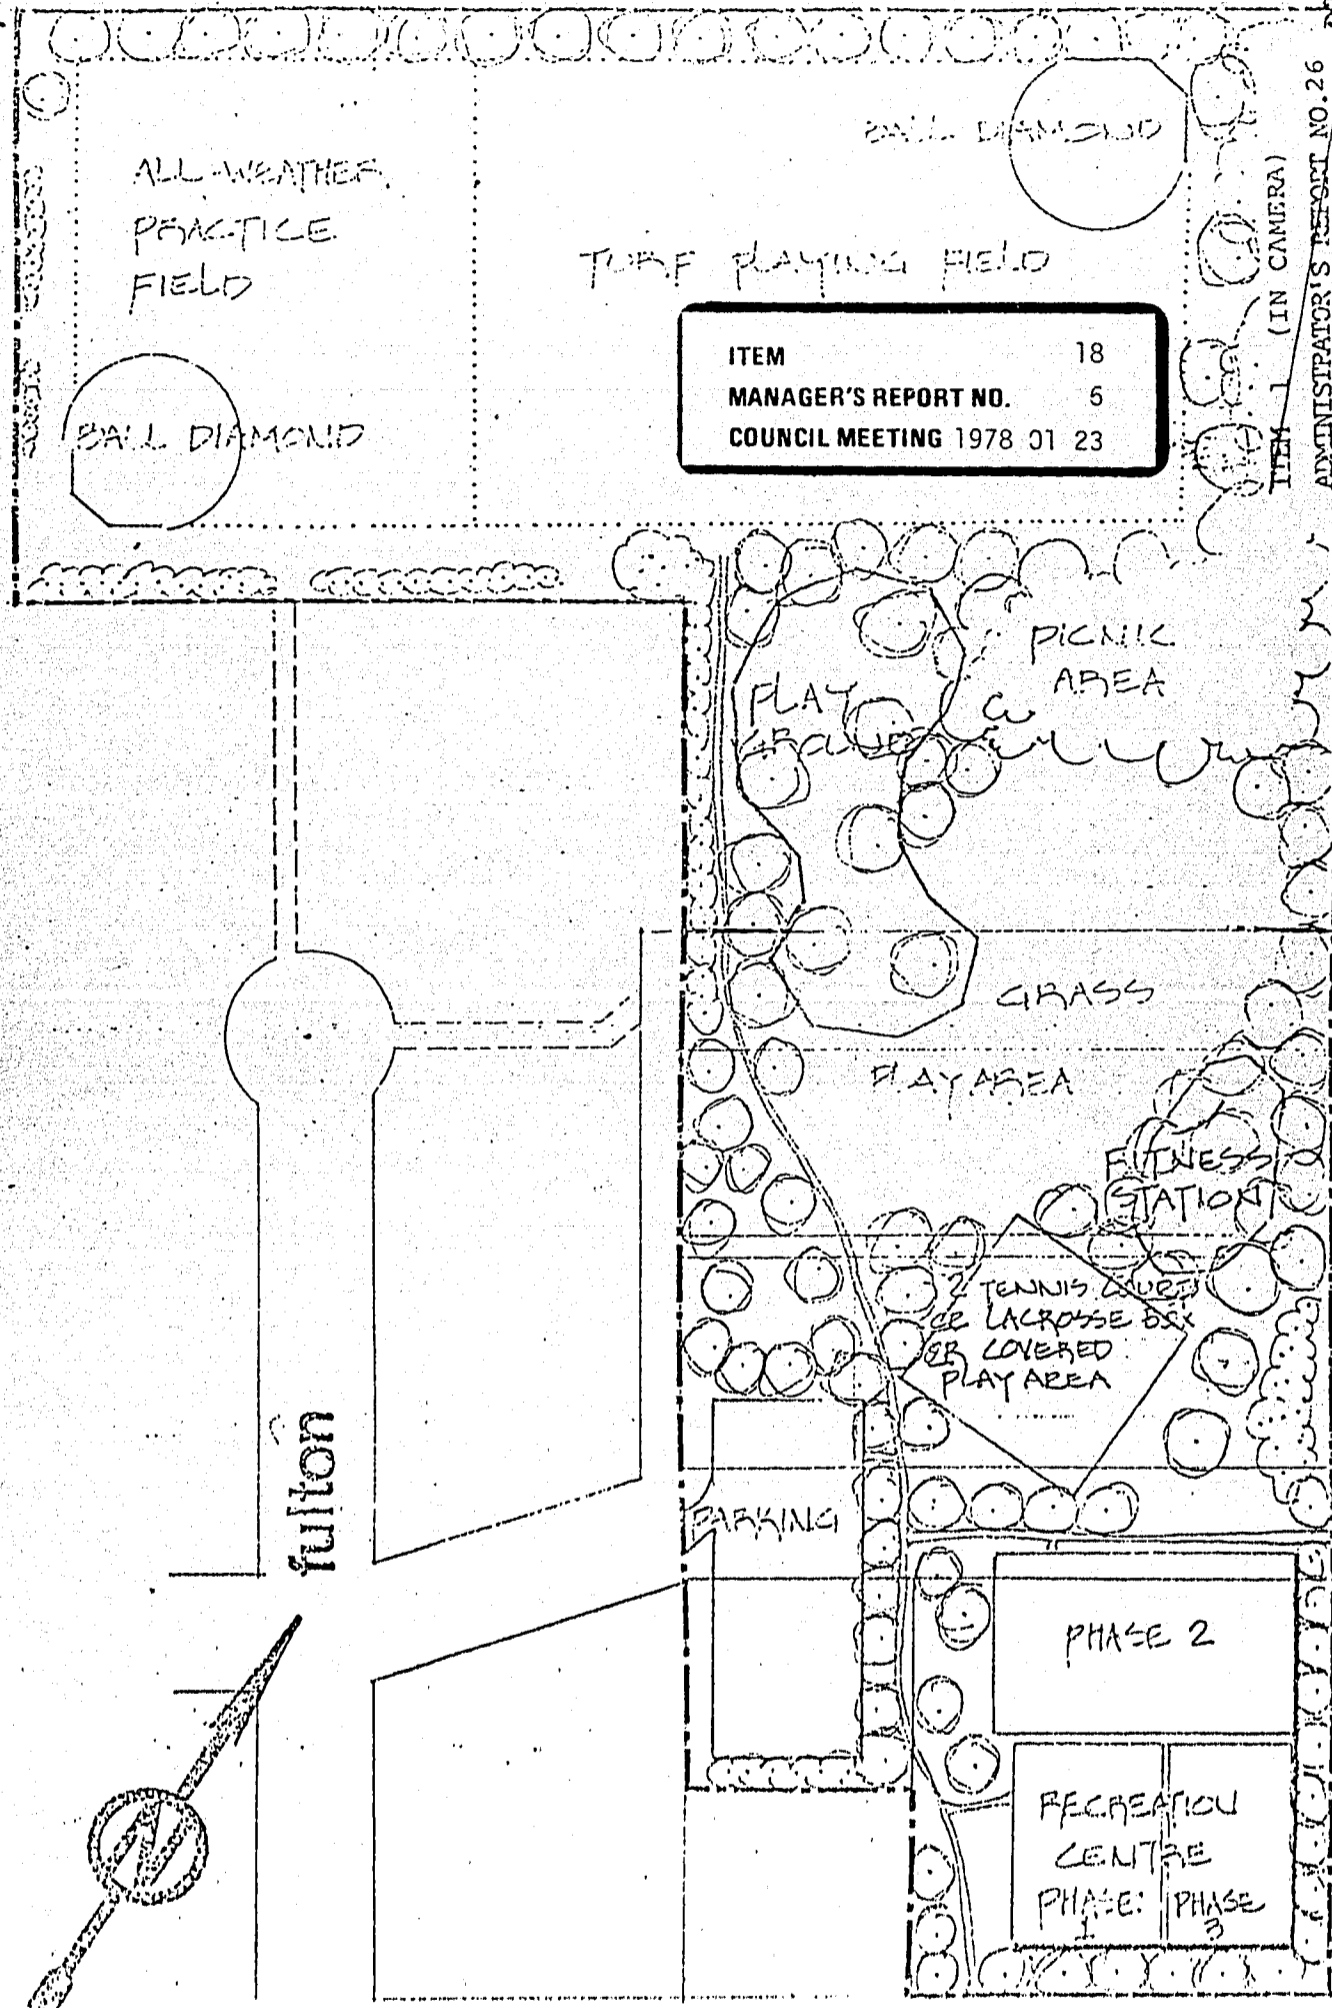 BALL DIAMOND
ALL-WEATHER
PRACTICE
FIELD
TURF PLAYING FIELD
ITEM 18
MANAGER'S REPORT NO. 6
COUNCIL MEETING 1978 01 23
ITEM 1 (IN CAMERA)
ADMINISTRATOR'S REPORT NO.26
BALL DIAMOND
PICNIC
AREA
PLAY
GROUND
GRASS
PLAY AREA
FITNESS
STATION
2 TENNIS COURTS
OR LACROSSE BOX
OR COVERED
PLAY AREA
fulton
PARKING
PHASE 2
RECREATION
CENTRE
PHASE: PHASE
1 3
N